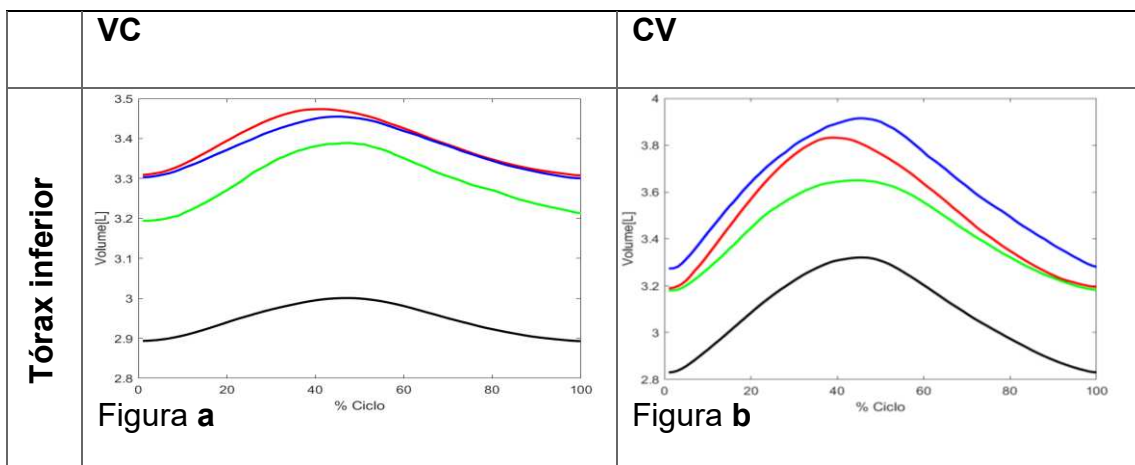 VC
CV
Tórax inferior
3.5
3.4
3.3
3.2
3.1
3
2.9
2.8
Volume[L]
0 20 40 60 80 100
% Ciclo
Figura a
4
3.8
3.6
3.4
3.2
3
2.8
Volume[L]
0 20 40 60 80 100
% Ciclo
Figura b